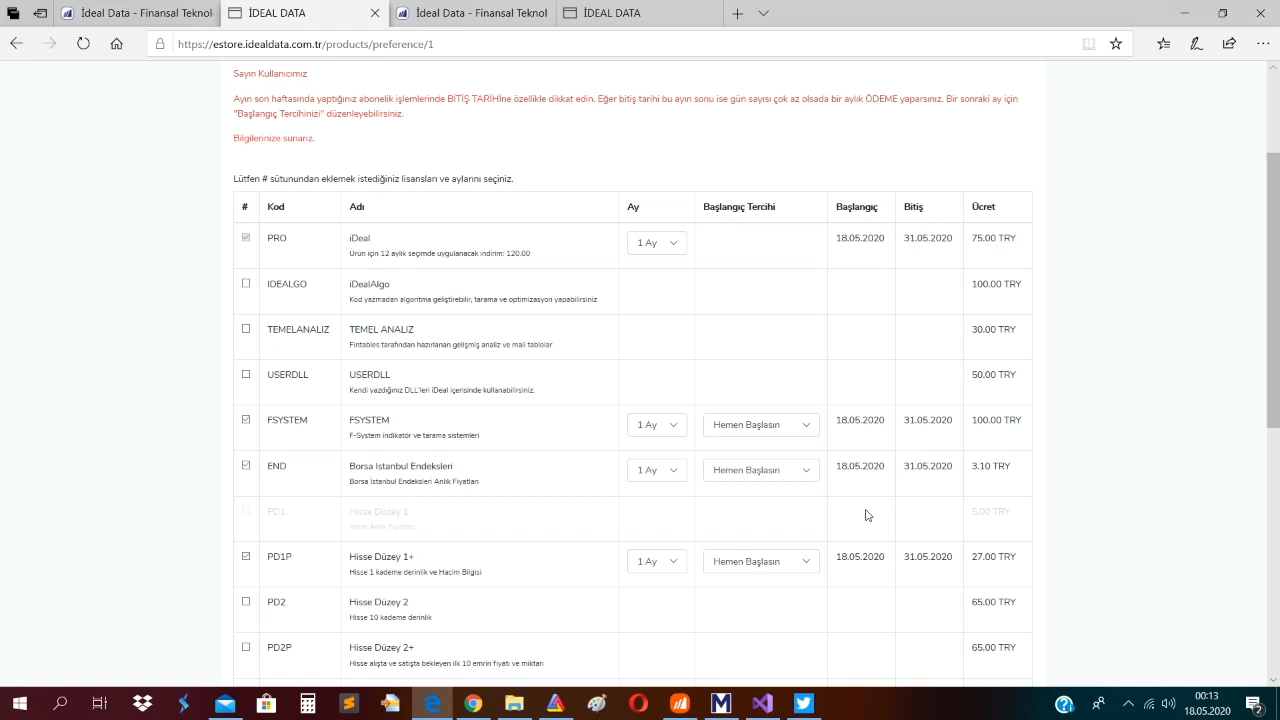 İdeal Data - Finansal Teknol
İDEAL DATA
İdeal Data - Finansal Teknol
İDEAL DATA
https://estore.idealdata.com.tr/products/preference/1
Sayın Kullanıcımız
Ayın son haftasında yaptığınız abonelik işlemlerinde BİTİŞ TARİHİne özellikle dikkat edin. Eğer bitiş tarihi bu ayın sonu ise gün sayısı çok az olsada bir aylık ÖDEME yaparsınız. Bir sonraki ay için
"Başlangıç Tercihinizi" düzenleyebilirsiniz.
Bilgilerinize sunarız.
Lütfen # sütunundan eklemek istediğiniz lisansları ve aylarını seçiniz.
# Kod Adı Ay Başlangıç Tercihi Başlangıç Bitiş Ücret
PRO iDeal 1 Ay 18.05.2020 31.05.2020 75.00 TRY
Ürün için 12 aylık seçimde uygulanacak indirim: 120.00
IDEALGO iDealAlgo 100.00 TRY
Kod yazmadan algoritma geliştirebilir, tarama ve optimizasyon yapabilirsiniz
TEMELANALIZ TEMEL ANALIZ 30.00 TRY
Fintables tarafından hazırlanan gelişmiş analiz ve mali tablolar
USERDLL USERDLL 50.00 TRY
Kendi yazdığınız DLL'leri iDeal içerisinde kullanabilirsiniz.
FSYSTEM FSYSTEM 1 Ay Hemen Başlasın 18.05.2020 31.05.2020 100.00 TRY
F-System indikatör ve tarama sistemleri
END Borsa İstanbul Endeksleri 1 Ay Hemen Başlasın 18.05.2020 31.05.2020 3.10 TRY
Borsa İstanbul Endeksleri Anlık Fiyatları
PD1 Hisse Düzey 1 5.00 TRY
Hisse Anlık Fiyatları
PD1P Hisse Düzey 1+ 1 Ay Hemen Başlasın 18.05.2020 31.05.2020 27.00 TRY
Hisse 1 kademe derinlik ve Hacim Bilgisi
PD2 Hisse Düzey 2 65.00 TRY
Hisse 10 kademe derinlik
PD2P Hisse Düzey 2+ 65.00 TRY
Hisse alışta ve satışta bekleyen ilk 10 emrin fiyatı ve miktarı
00:13
18.05.2020
2